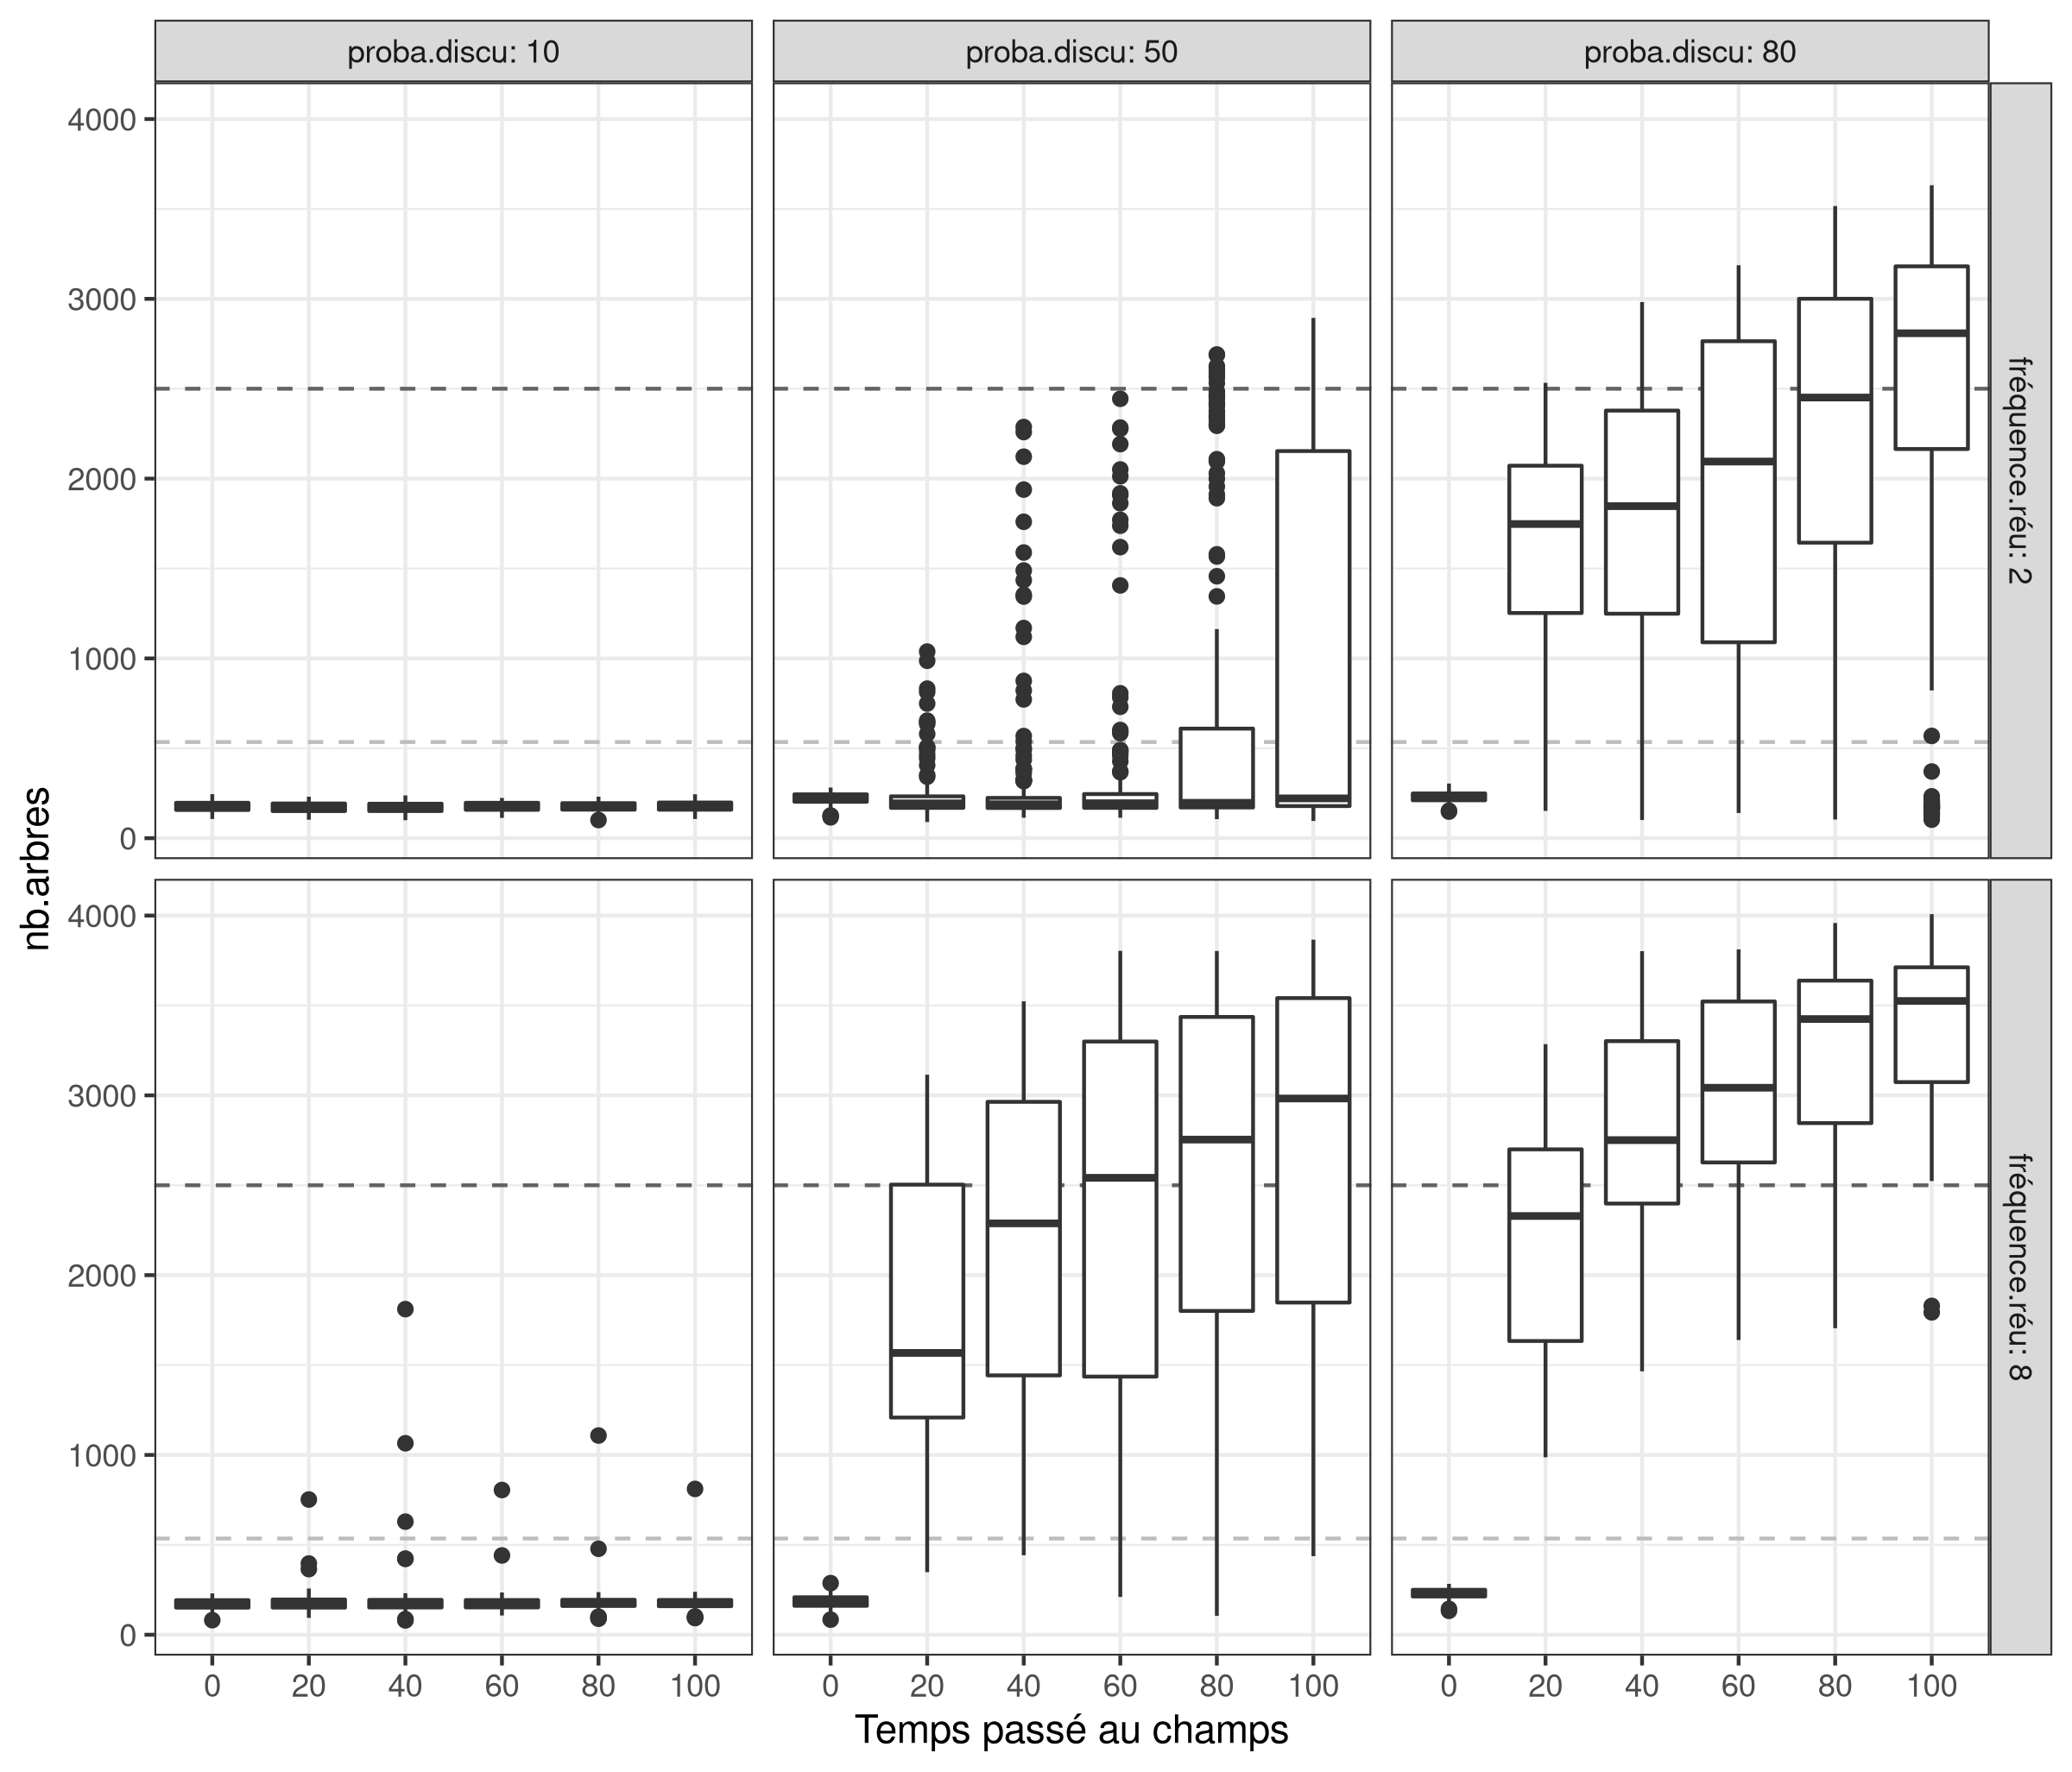 proba.discu: 10
proba.discu: 50
proba.discu: 80
4000
3000
2000
1000
0
fréquence.réu: 2
nb.arbres
4000
3000
2000
1000
0
fréquence.réu: 8
0 20 40 60 80 100
0 20 40 60 80 100
0 20 40 60 80 100
Temps passé au champs